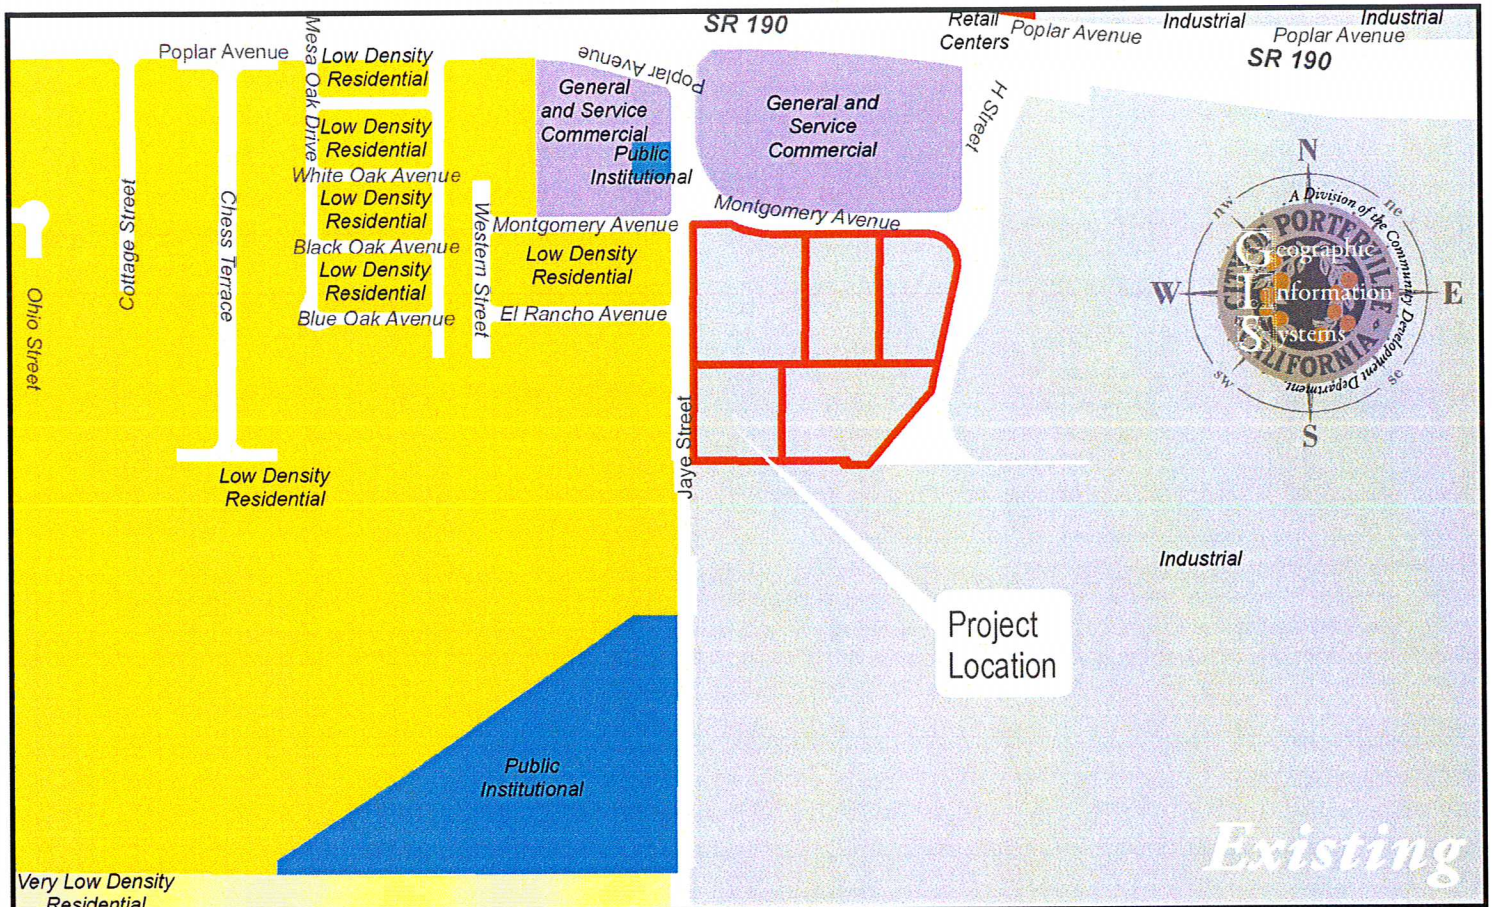 SR 190
Retail
Centers
Poplar Avenue
Industrial
Industrial
Poplar Avenue
SR 190
Poplar Avenue
Mesa Oak Drive
Low Density
Residential
Poplar Avenue
General
and Service
Commercial
Public
Institutional
General and
Service
Commercial
H Street
Low Density
Residential
White Oak Avenue
Low Density
Residential
Black Oak Avenue
Low Density
Residential
Blue Oak Avenue
Cottage Street
Chess Terrace
Ohio Street
Western Street
Montgomery Avenue
Montgomery Avenue
Low Density
Residential
El Rancho Avenue
Jaye Street
Low Density
Residential
N
nw
ne
W
E
sw
se
S
A Division of the Community Development Department
CITY OF PORTERVILLE
CALIFORNIA
Geographic
Information
Systems
Industrial
Project
Location
Public
Institutional
Existing
Very Low Density
Residential